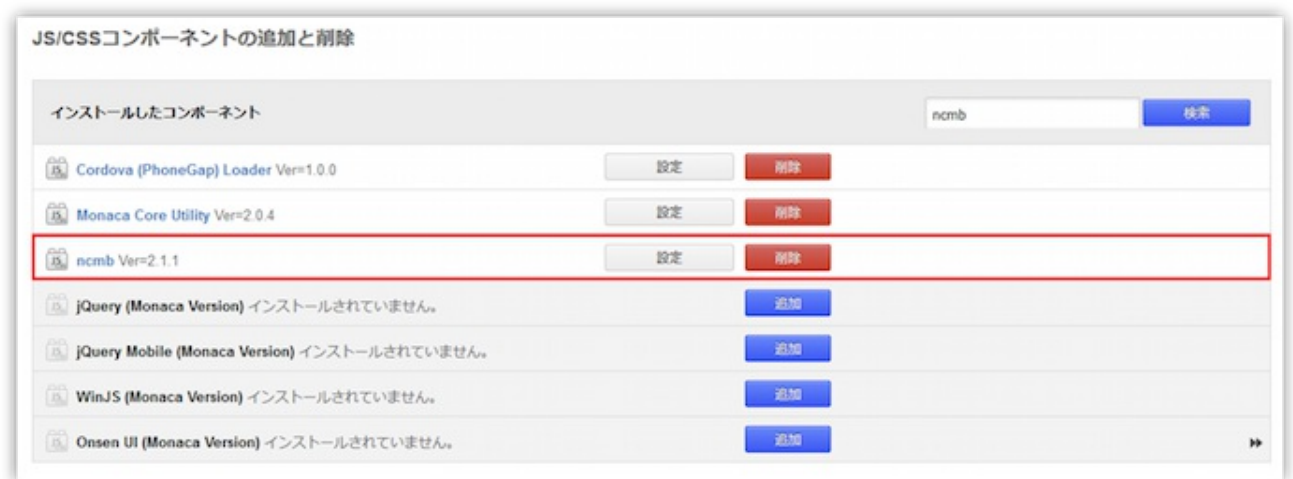 JS/CSSコンポーネントの追加と削除
インストールしたコンポーネント ncmb 検索
JS Cordova (PhoneGap) Loader Ver=1.0.0 設定 削除
JS Monaca Core Utility Ver=2.0.4 設定 削除
JS ncmb Ver=2.1.1 設定 削除
JS jQuery (Monaca Version) インストールされていません。 追加
JS jQuery Mobile (Monaca Version) インストールされていません。 追加
JS WinJS (Monaca Version) インストールされていません。 追加
JS Onsen UI (Monaca Version) インストールされていません。 追加